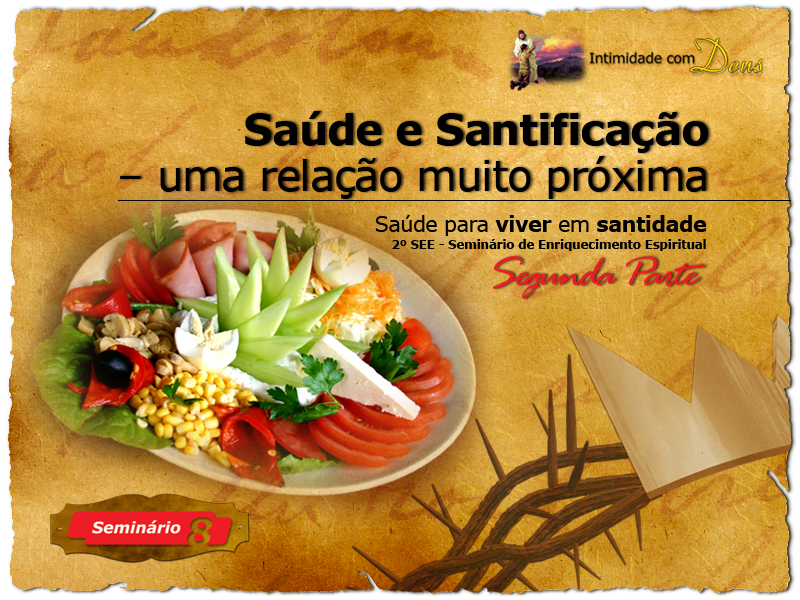 Intimidade com Deus
Saúde e Santificação
– uma relação muito próxima
Saúde para viver em santidade
2º SEE - Seminário de Enriquecimento Espiritual
Segunda Parte
Seminário 8